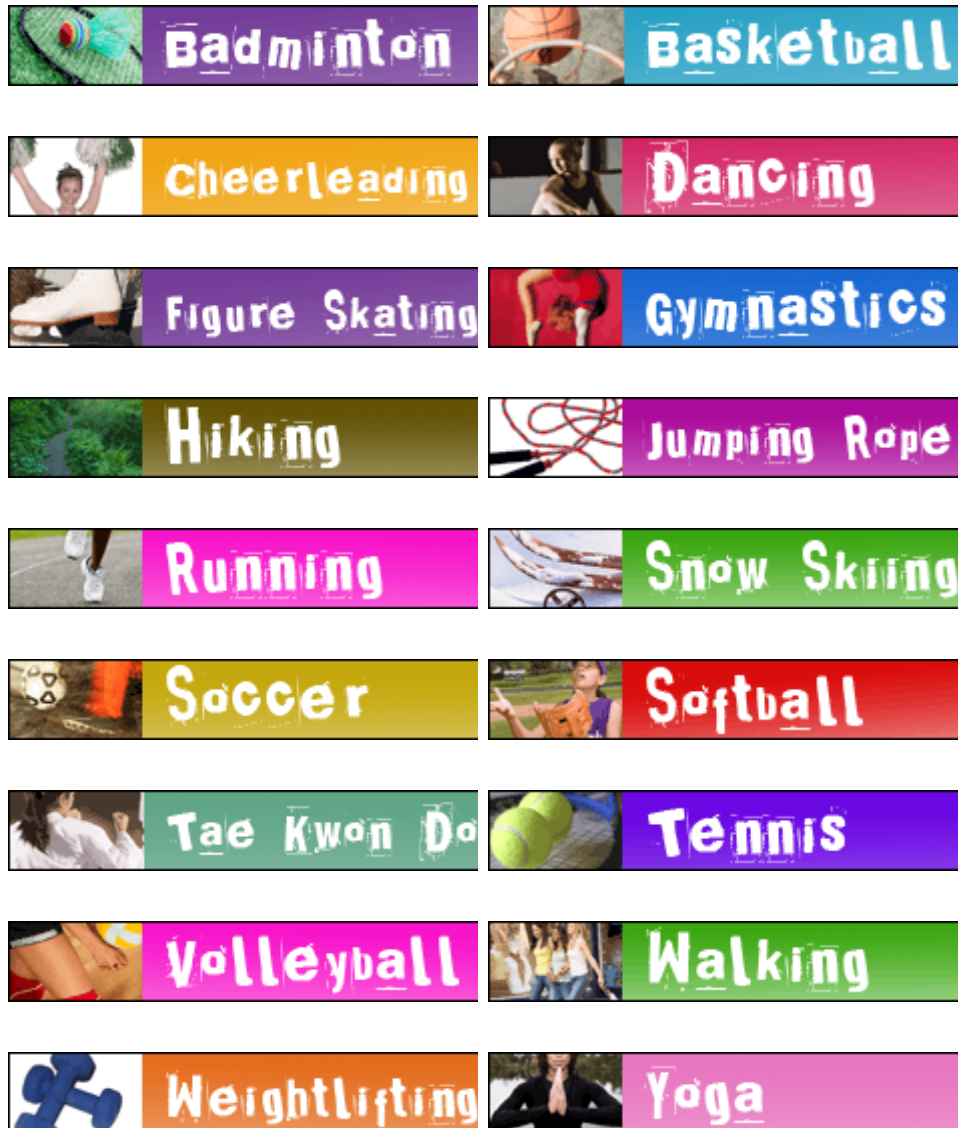 Badminton
Basketball
Cheerleading
Dancing
Figure Skating
Gymnastics
Hiking
Jumping Rope
Running
Snow Skiing
Soccer
Softball
Tae Kwon Do
Tennis
Volleyball
Walking
Weightlifting
Yoga